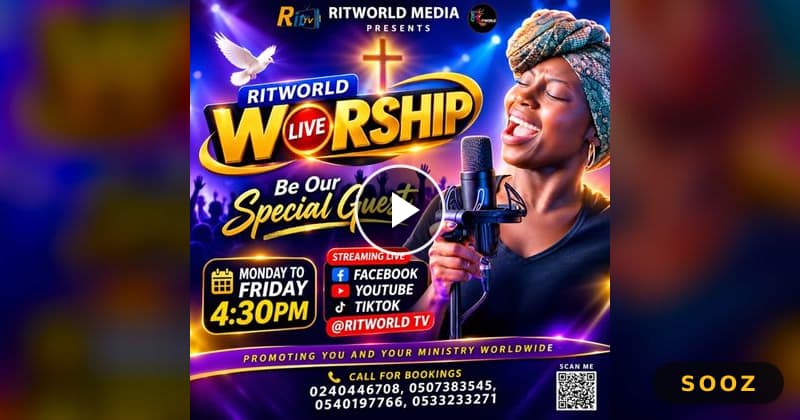 RiTV RITWORLD MEDIA
PRESENTS
RITWORLD
WORSHIP
LIVE
Be Our
Special Guest
MONDAY TO
FRIDAY
4:30PM
STREAMING LIVE
FACEBOOK
YOUTUBE
TIKTOK
@RITWORLD TV
PROMOTING YOU AND YOUR MINISTRY WORLDWIDE
CALL FOR BOOKINGS
0240446708, 0507383545,
0540197766, 0533233271
SCAN ME
SOOZ